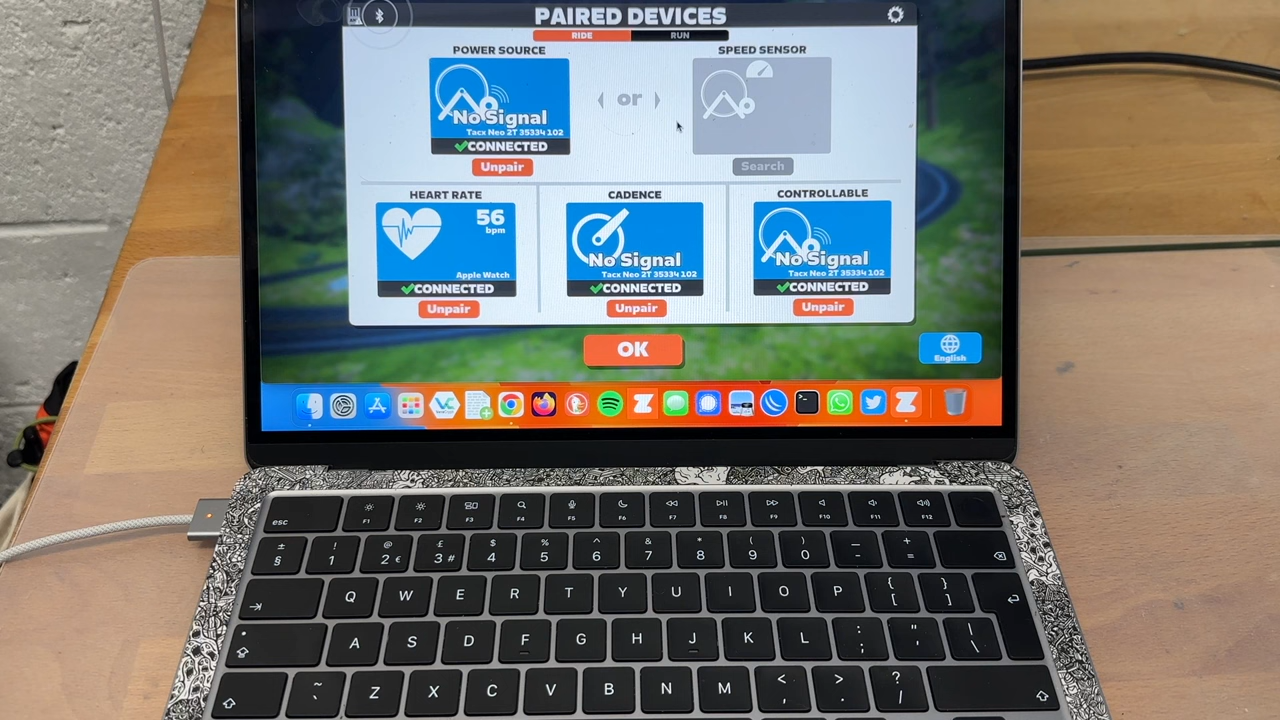 PAIRED DEVICES
RIDE RUN
POWER SOURCE
No Signal
Tacx Neo 2T 35334 102
CONNECTED
Unpair
or
SPEED SENSOR
Search
HEART RATE
56
bpm
Apple Watch
CONNECTED
Unpair
CADENCE
No Signal
Tacx Neo 2T 35334 102
CONNECTED
Unpair
CONTROLLABLE
No Signal
Tacx Neo 2T 35334 102
CONNECTED
Unpair
OK
English
VC
esc F1 F2 F3 F4 F5 F6 F7 F8 F9 F10 F11 F12
± ! @ £ $ % ^ & * ( ) — +
§ 1 2 € 3 # 4 5 6 7 8 9 0 - =
Q W E R T Y U I O P { [ } ]
A S D F G H J K L : ; " ' | \
~ ` Z X C V B N M < , > . ? /